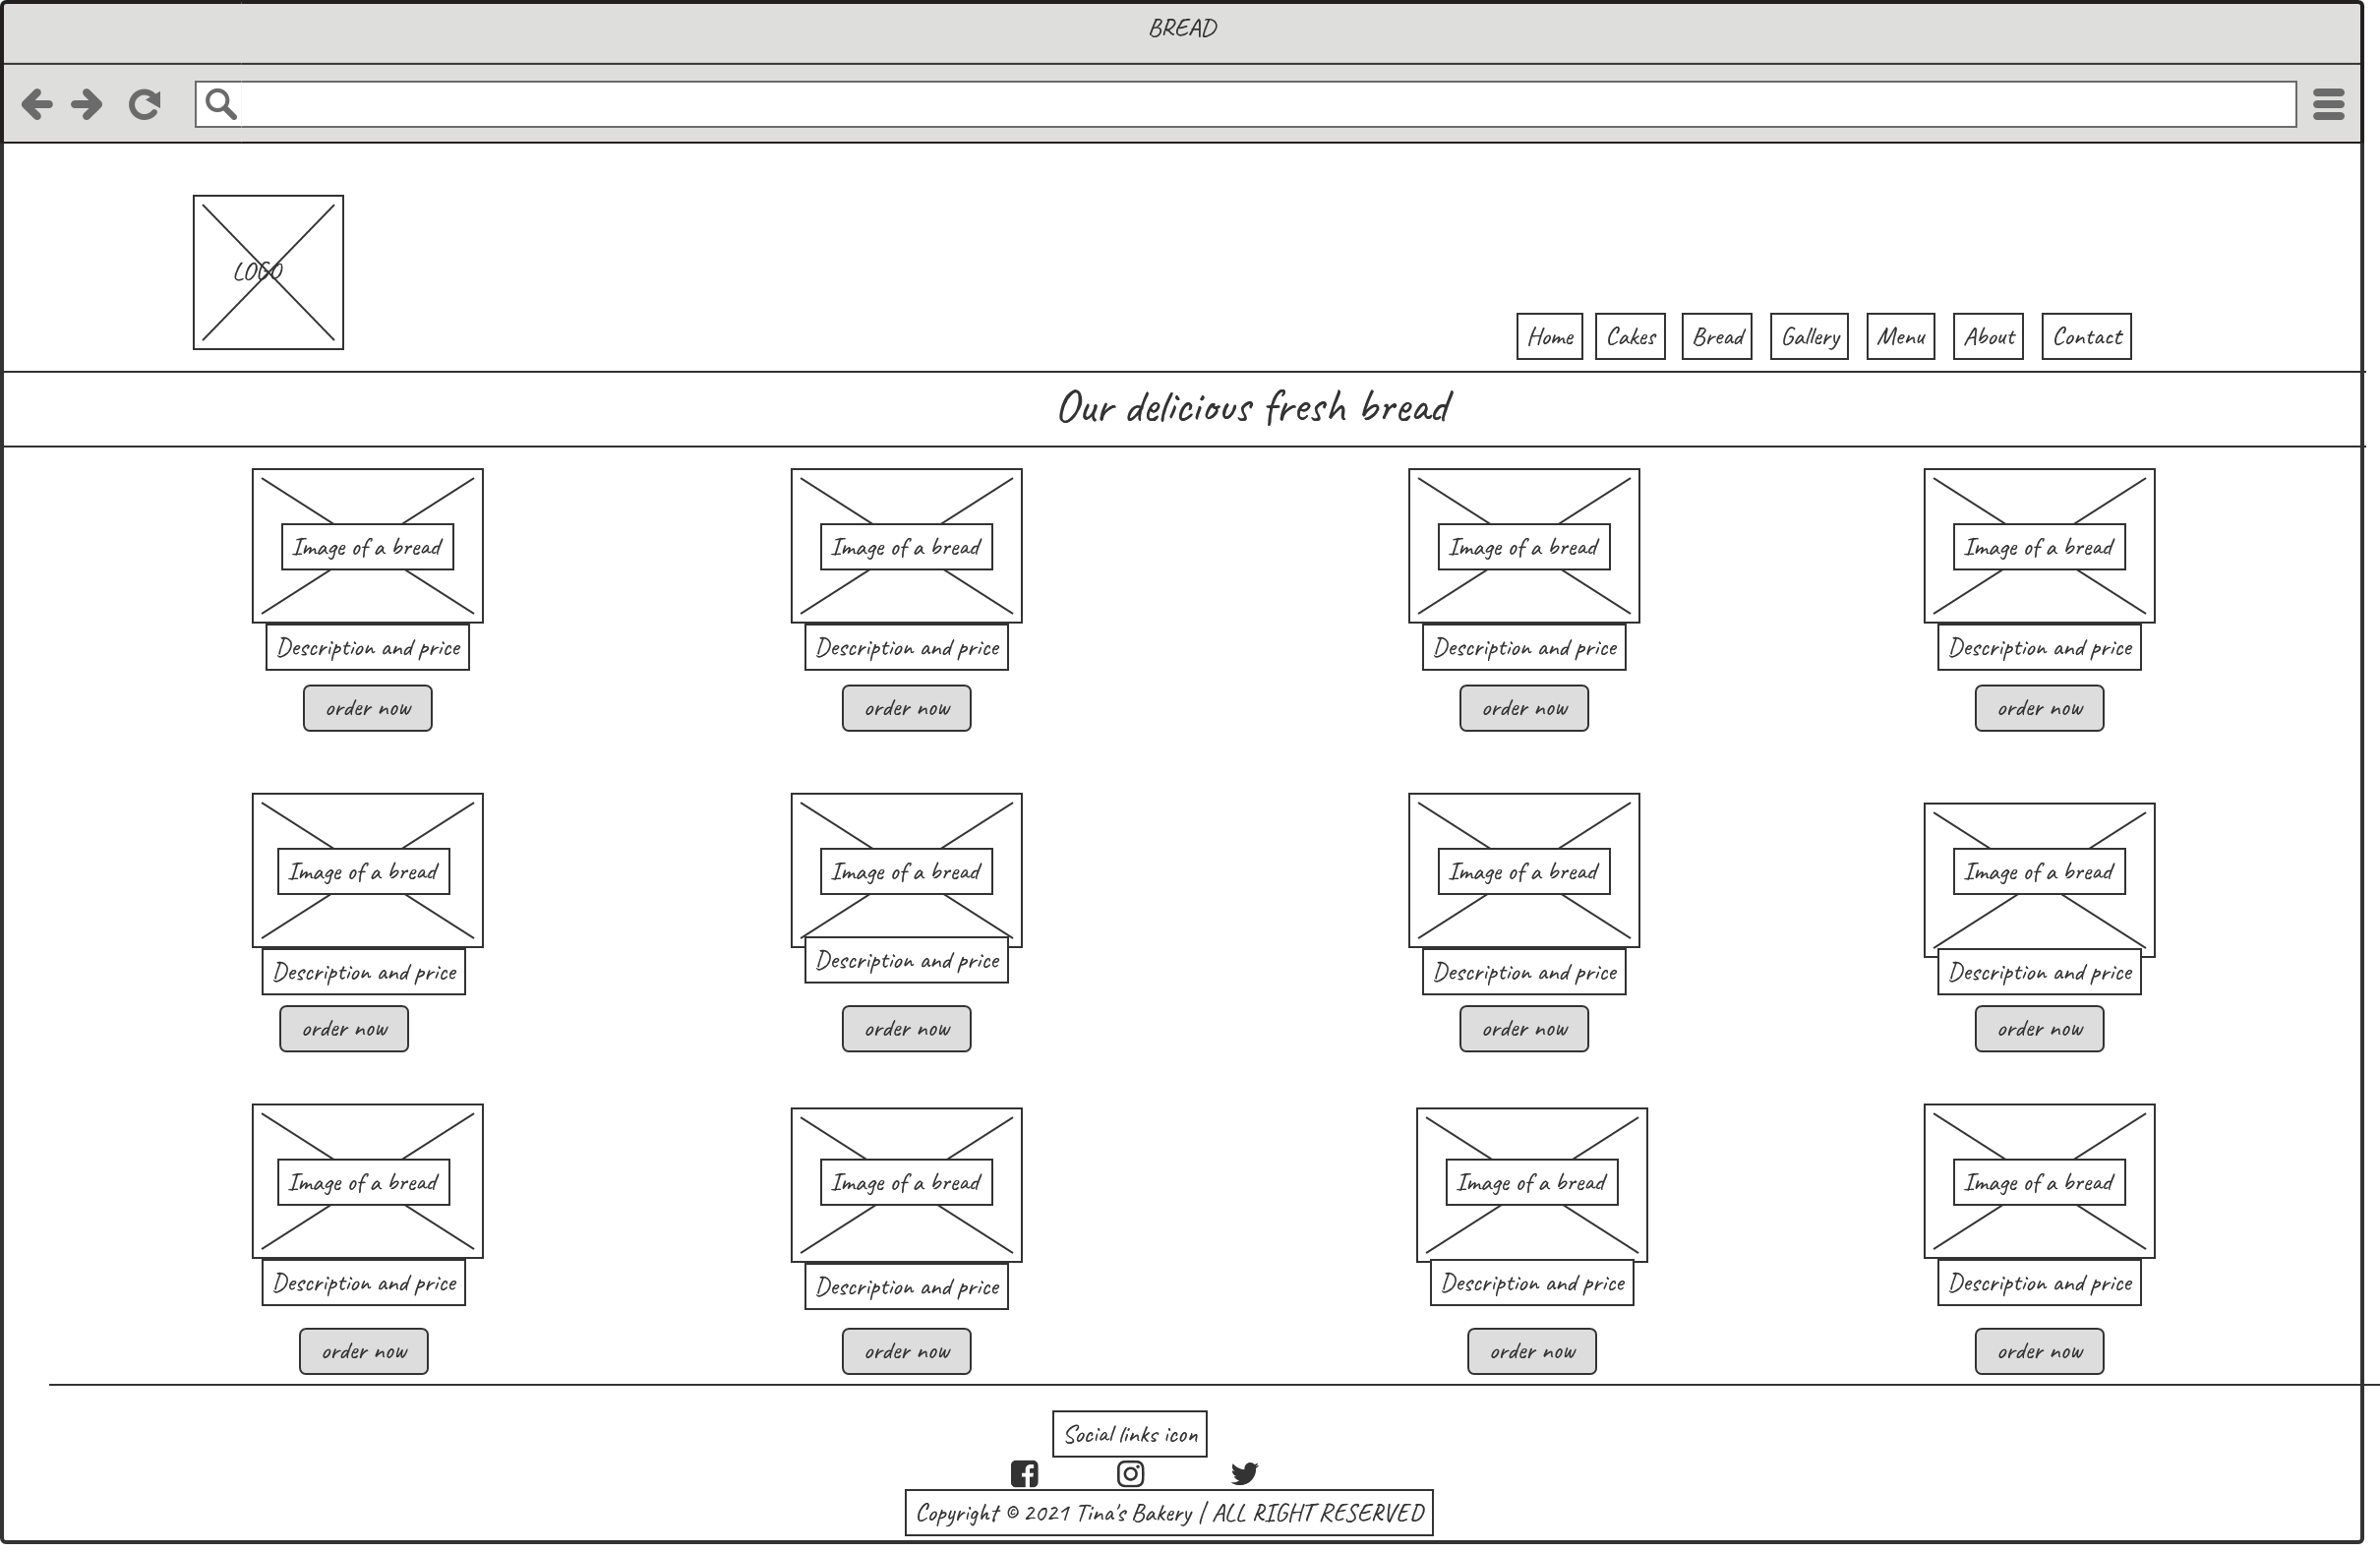 BREAD
LOGO
Home Cakes Bread Gallery Menu About Contact
Our delicious fresh bread
Image of a bread Image of a bread Image of a bread Image of a bread
Description and price Description and price Description and price Description and price
order now order now order now order now
Image of a bread Image of a bread Image of a bread Image of a bread
Description and price Description and price Description and price Description and price
order now order now order now order now
Image of a bread Image of a bread Image of a bread Image of a bread
Description and price Description and price Description and price Description and price
order now order now order now order now
Social links icon
Copyright © 2021 Tina's Bakery | ALL RIGHT RESERVED